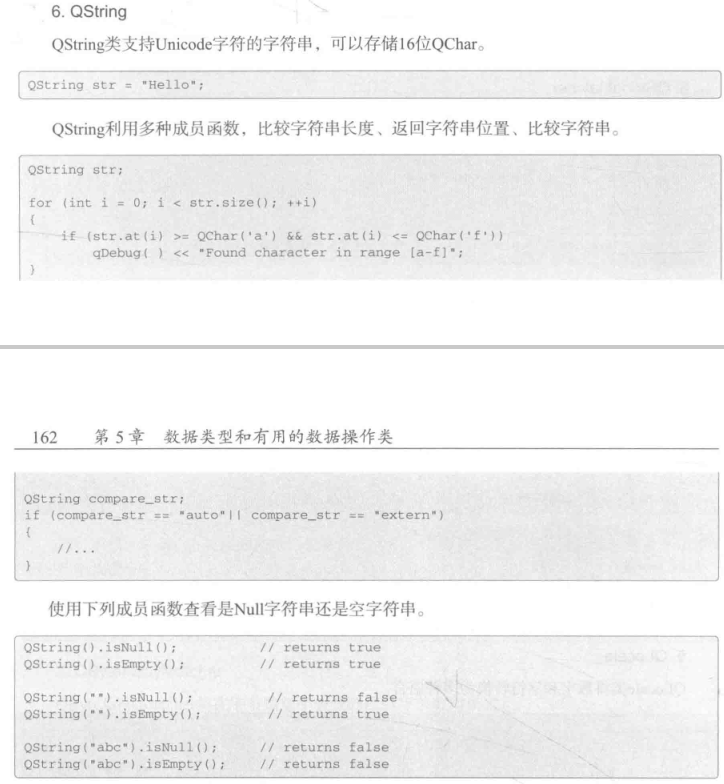 6. QString
QString类支持Unicode字符的字符串，可以存储16位QChar。
QString str = "Hello";
QString利用多种成员函数，比较字符串长度、返回字符串位置、比较字符串。
QString str;
for (int i = 0; i < str.size(); ++i)
{
    if (str.at(i) >= QChar('a') && str.at(i) <= QChar('f'))
        qDebug( ) << "Found character in range [a-f]";
}
162 第 5 章 数据类型和有用的数据操作类
QString compare_str;
if (compare_str == "auto"|| compare_str == "extern")
{
    //...
}
使用下列成员函数查看是Null字符串还是空字符串。
QString().isNull(); // returns true
QString().isEmpty(); // returns true
QString("").isNull(); // returns false
QString("").isEmpty(); // returns true
QString("abc").isNull(); // returns false
QString("abc").isEmpty(); // returns false